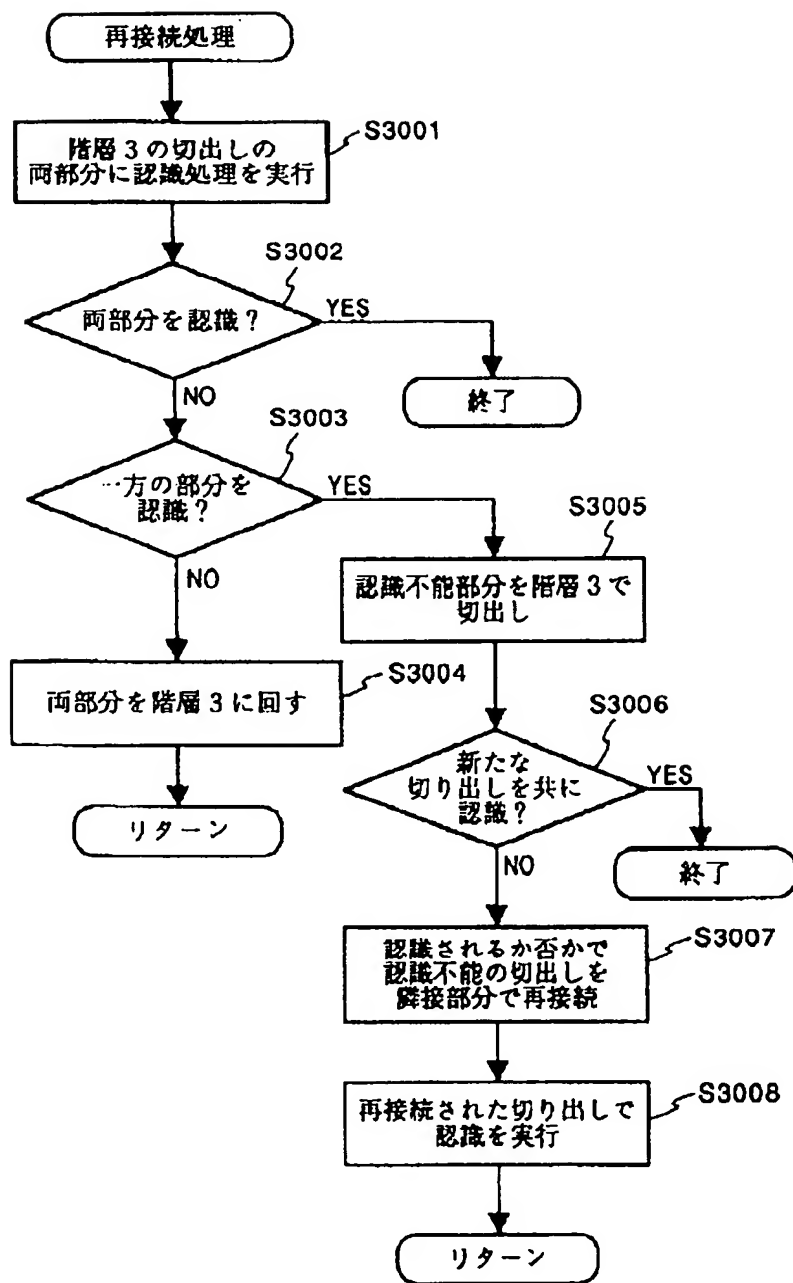 再接続処理
S3001
階層3の切出しの
両部分に認識処理を実行
S3002
両部分を認識?
YES
終了
NO
S3003
一方の部分を
認識?
YES
NO
S3005
認識不能部分を階層3で
切出し
S3004
両部分を階層3に回す
リターン
S3006
新たな
切り出しを共に
認識?
YES
終了
NO
S3007
認識されるか否かで
認識不能の切出しを
隣接部分で再接続
S3008
再接続された切り出しで
認識を実行
リターン